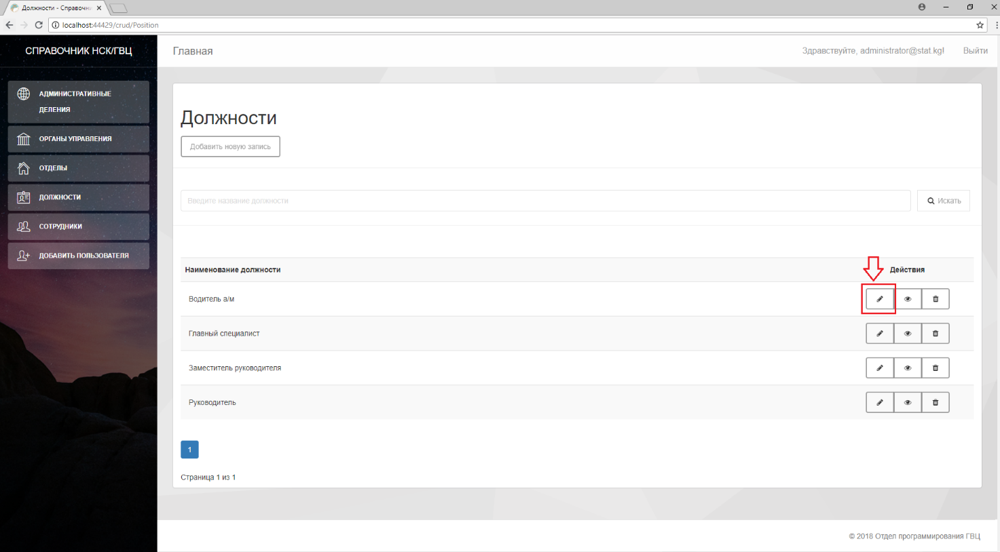 Должности - Справочни
localhost:44429/crud/Position
СПРАВОЧНИК НСК/ГВЦ
Главная
Здравствуйте, administrator@stat.kg!
Выйти
АДМИНИСТРАТИВНЫЕ
ДЕЛЕНИЯ
ОРГАНЫ УПРАВЛЕНИЯ
ОТДЕЛЫ
ДОЛЖНОСТИ
СОТРУДНИКИ
ДОБАВИТЬ ПОЛЬЗОВАТЕЛЯ
Должности
Добавить новую запись
Введите название должности
Искать
Наименование должности
Действия
Водитель а/м
Главный специалист
Заместитель руководителя
Руководитель
1
Страница 1 из 1
© 2018 Отдел программирования ГВЦ